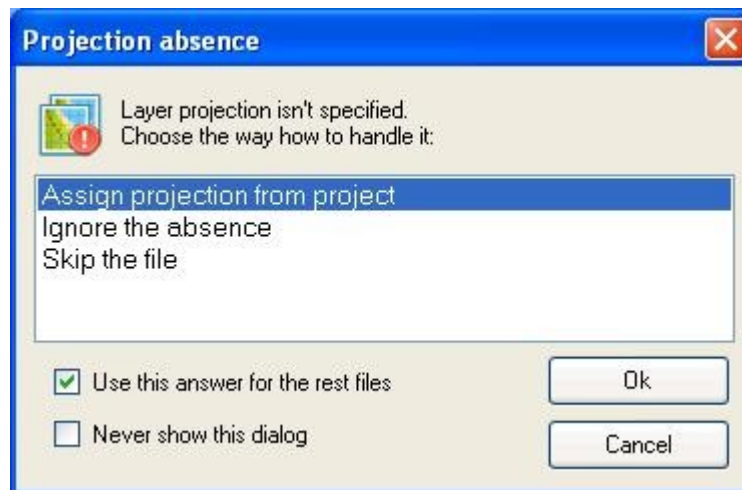 Projection absence
Layer projection isn't specified.
Choose the way how to handle it:
Assign projection from project
Ignore the absence
Skip the file
Use this answer for the rest files
Ok
Never show this dialog
Cancel